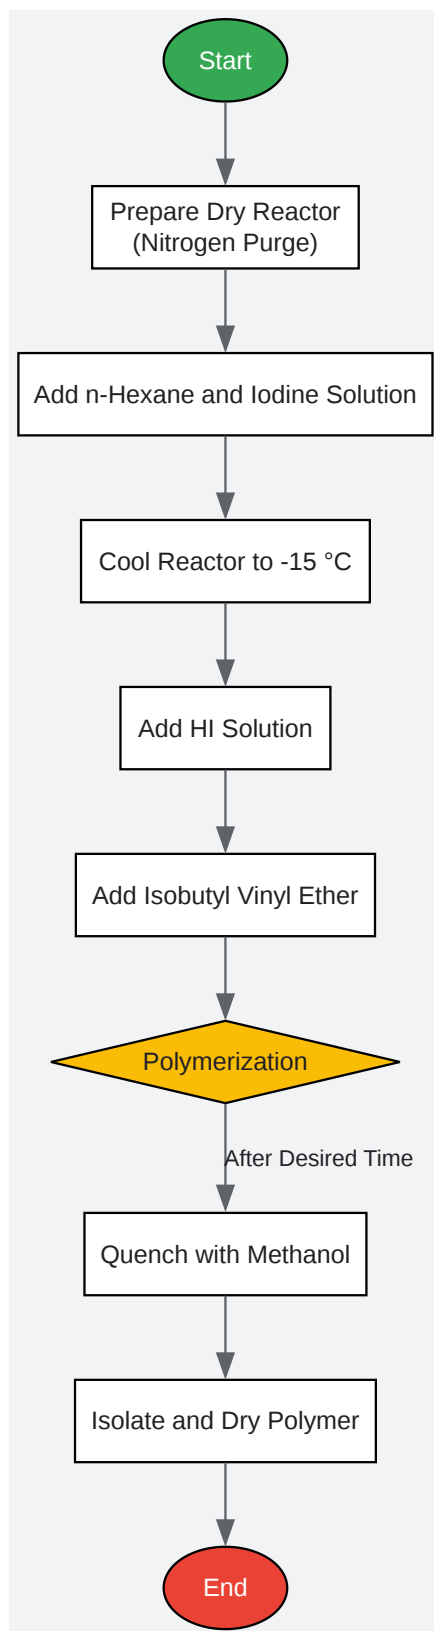 Start
Prepare Dry Reactor
(Nitrogen Purge)
Add n-Hexane and Iodine Solution
Cool Reactor to -15 °C
Add HI Solution
Add Isobutyl Vinyl Ether
Polymerization
After Desired Time
Quench with Methanol
Isolate and Dry Polymer
End